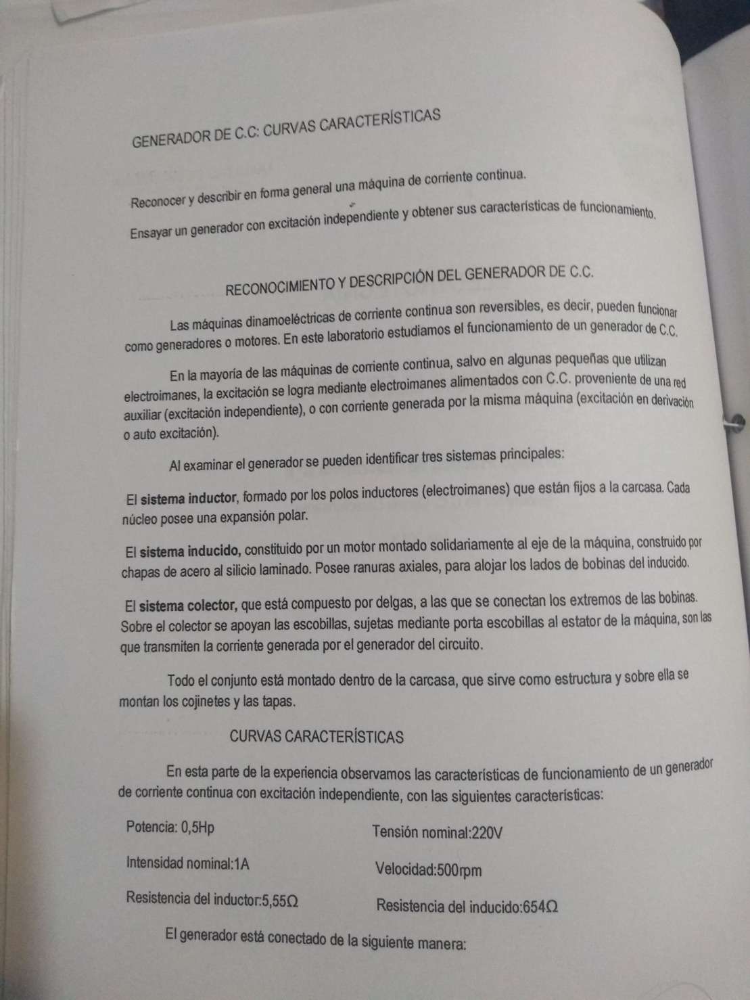 GENERADOR DE C.C: CURVAS CARACTERÍSTICAS
Reconocer y describir en forma general una máquina de corriente continua.
Ensayar un generador con excitación independiente y obtener sus características de funcionamiento.
RECONOCIMIENTO Y DESCRIPCIÓN DEL GENERADOR DE C.C.
Las máquinas dinamoeléctricas de corriente continua son reversibles, es decir, pueden funcionar
como generadores o motores. En este laboratorio estudiamos el funcionamiento de un generador de C.C.
En la mayoría de las máquinas de corriente continua, salvo en algunas pequeñas que utilizan
electroimanes, la excitación se logra mediante electroimanes alimentados con C.C. proveniente de una red
auxiliar (excitación independiente), o con corriente generada por la misma máquina (excitación en derivación
o auto excitación).
Al examinar el generador se pueden identificar tres sistemas principales:
El sistema inductor, formado por los polos inductores (electroimanes) que están fijos a la carcasa. Cada
núcleo posee una expansión polar.
El sistema inducido, constituido por un motor montado solidariamente al eje de la máquina, construido por
chapas de acero al silicio laminado. Posee ranuras axiales, para alojar los lados de bobinas del inducido.
El sistema colector, que está compuesto por delgas, a las que se conectan los extremos de las bobinas.
Sobre el colector se apoyan las escobillas, sujetas mediante porta escobillas al estator de la máquina, son las
que transmiten la corriente generada por el generador del circuito.
Todo el conjunto está montado dentro de la carcasa, que sirve como estructura y sobre ella se
montan los cojinetes y las tapas.
CURVAS CARACTERÍSTICAS
En esta parte de la experiencia observamos las características de funcionamiento de un generador
de corriente continua con excitación independiente, con las siguientes características:
Potencia: 0,5Hp Tensión nominal:220V
Intensidad nominal:1A Velocidad:500rpm
Resistencia del inductor:5,55Ω Resistencia del inducido:654Ω
El generador está conectado de la siguiente manera: